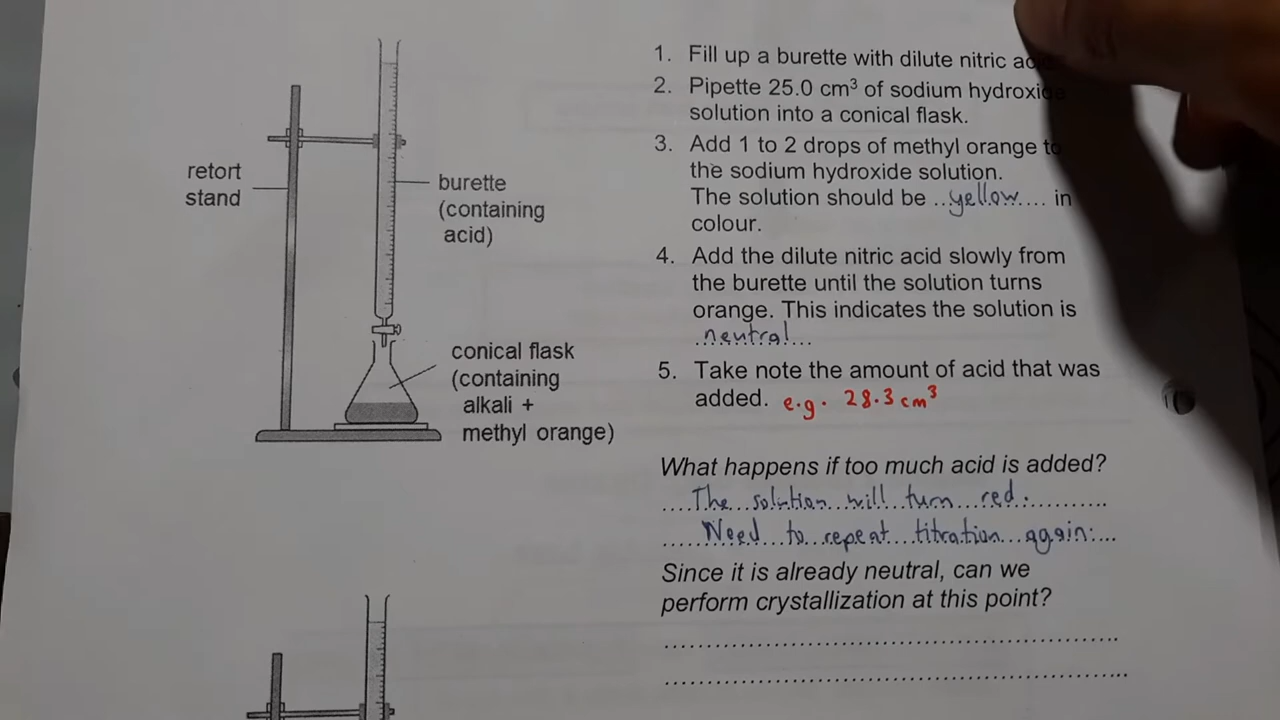 retort
stand
burette
(containing
acid)
conical flask
(containing
alkali +
methyl orange)
1. Fill up a burette with dilute nitric
2. Pipette 25.0 cm³ of sodium hydroxide
solution into a conical flask.
3. Add 1 to 2 drops of methyl orange to
the sodium hydroxide solution.
The solution should be ..yellow.... in
colour.
4. Add the dilute nitric acid slowly from
the burette until the solution turns
orange. This indicates the solution is
.neutral...
5. Take note the amount of acid that was
added. e.g. 28.3 cm³
What happens if too much acid is added?
....The...solution...will...turn...red............
.....Need...to...repeat....titration...again....
Since it is already neutral, can we
perform crystallization at this point?